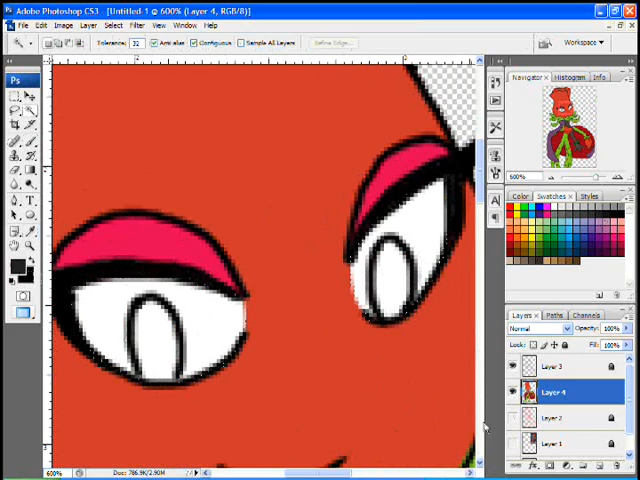 Adobe Photoshop CS3 - [Untitled-1 @ 600% (Layer 4, RGB/8)]
File Edit Image Layer Select Filter View Window Help
Tolerance: 32 Anti-alias Contiguous Sample All Layers Refine Edge... Workspace
Ps
Navigator Histogram Info
600%
Color Swatches Styles
Layers Paths Channels
Normal Opacity: 100%
Lock: Fill: 100%
Layer 3
Layer 4
Layer 2
Layer 1
600% Doc: 786.9K/2.90M